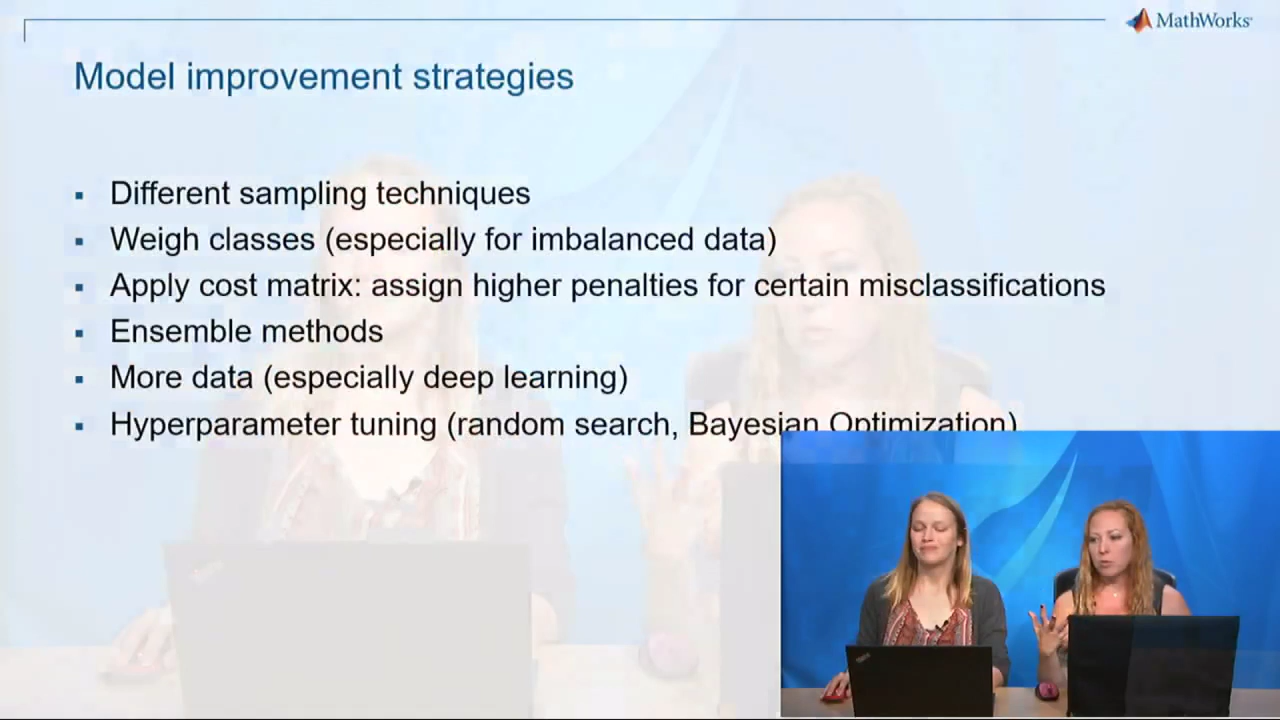 MathWorks
Model improvement strategies
Different sampling techniques
Weigh classes (especially for imbalanced data)
Apply cost matrix: assign higher penalties for certain misclassifications
Ensemble methods
More data (especially deep learning)
Hyperparameter tuning (random search, Bayesian Optimization)